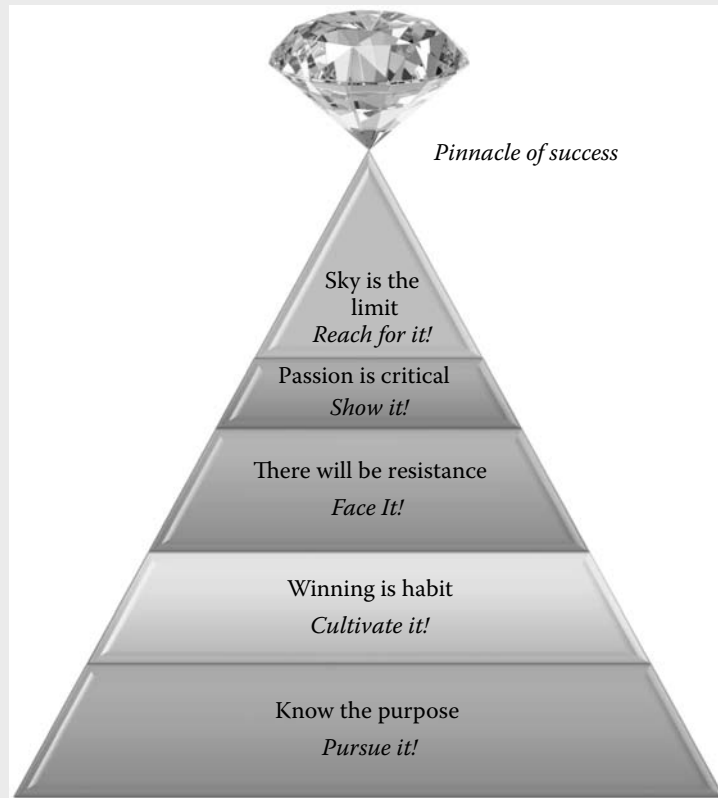 Pinnacle of success
Sky is the
limit
Reach for it!
Passion is critical
Show it!
There will be resistance
Face It!
Winning is habit
Cultivate it!
Know the purpose
Pursue it!